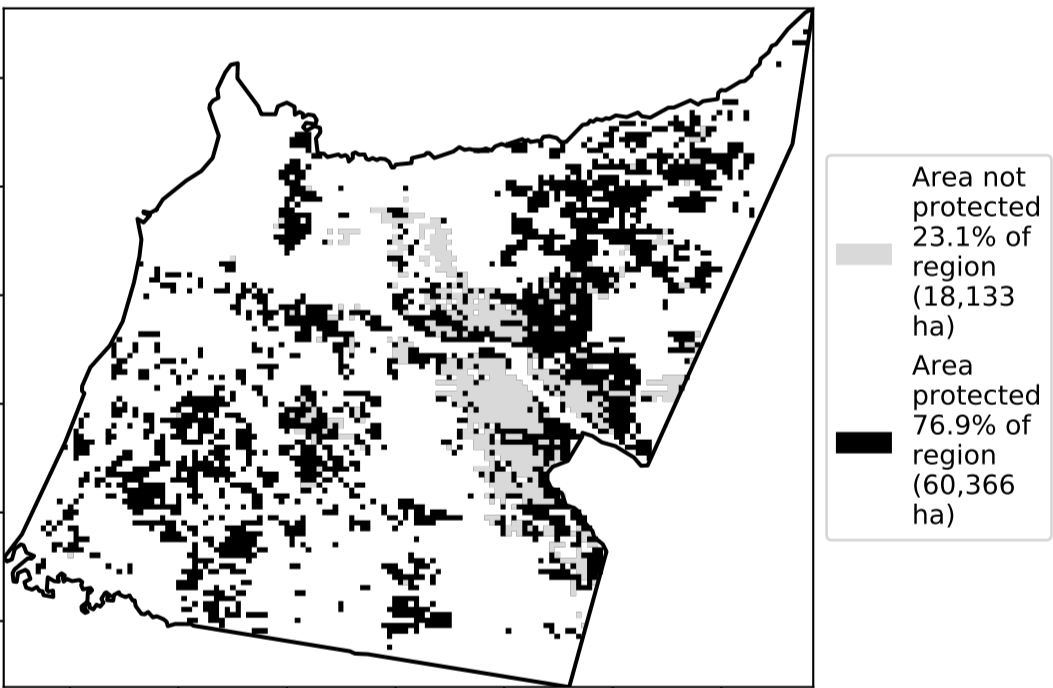 Area not
protected
23.1% of
region
(18,133
ha)
Area
protected
76.9% of
region
(60,366
ha)